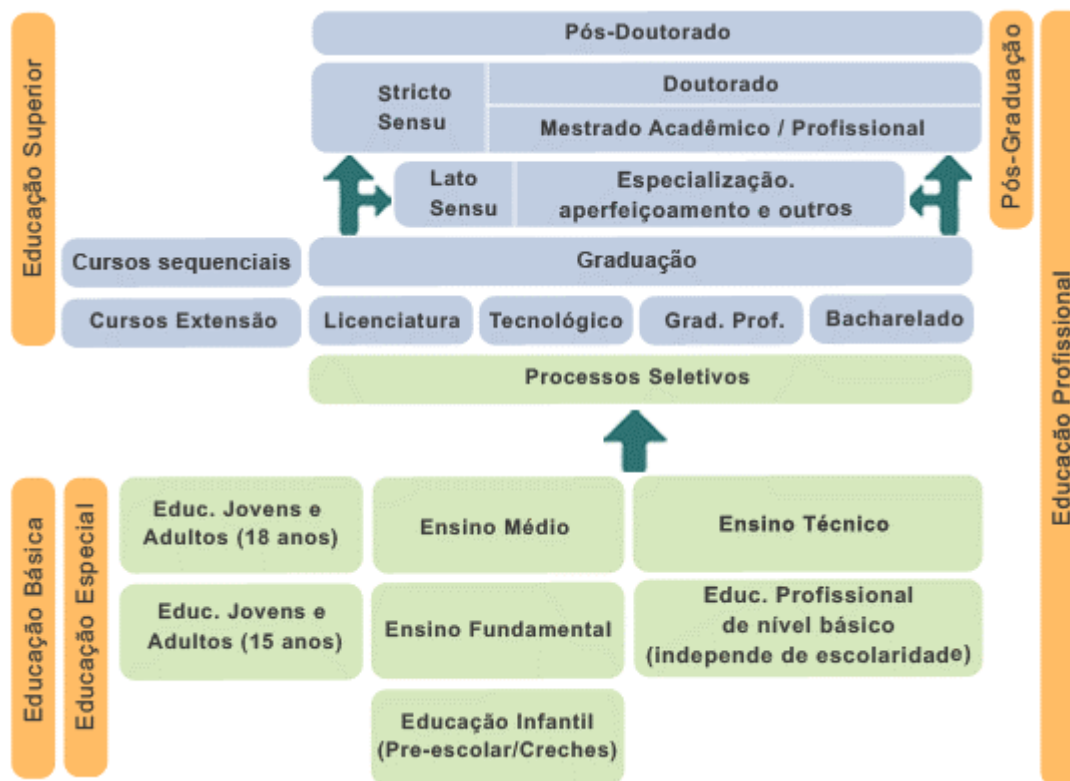 Educação Superior
Pós-Doutorado
Stricto
Sensu
Doutorado
Mestrado Acadêmico / Profissional
Lato
Sensu
Especialização.
aperfeiçoamento e outros
Pós-Graduação
Educação Profissional
Cursos sequenciais
Graduação
Cursos Extensão
Licenciatura
Tecnológico
Grad. Prof.
Bacharelado
Processos Seletivos
Educação Básica
Educação Especial
Educ. Jovens e
Adultos (18 anos)
Ensino Médio
Ensino Técnico
Educ. Jovens e
Adultos (15 anos)
Ensino Fundamental
Educ. Profissional
de nível básico
(independe de escolaridade)
Educação Infantil
(Pre-escolar/Creches)